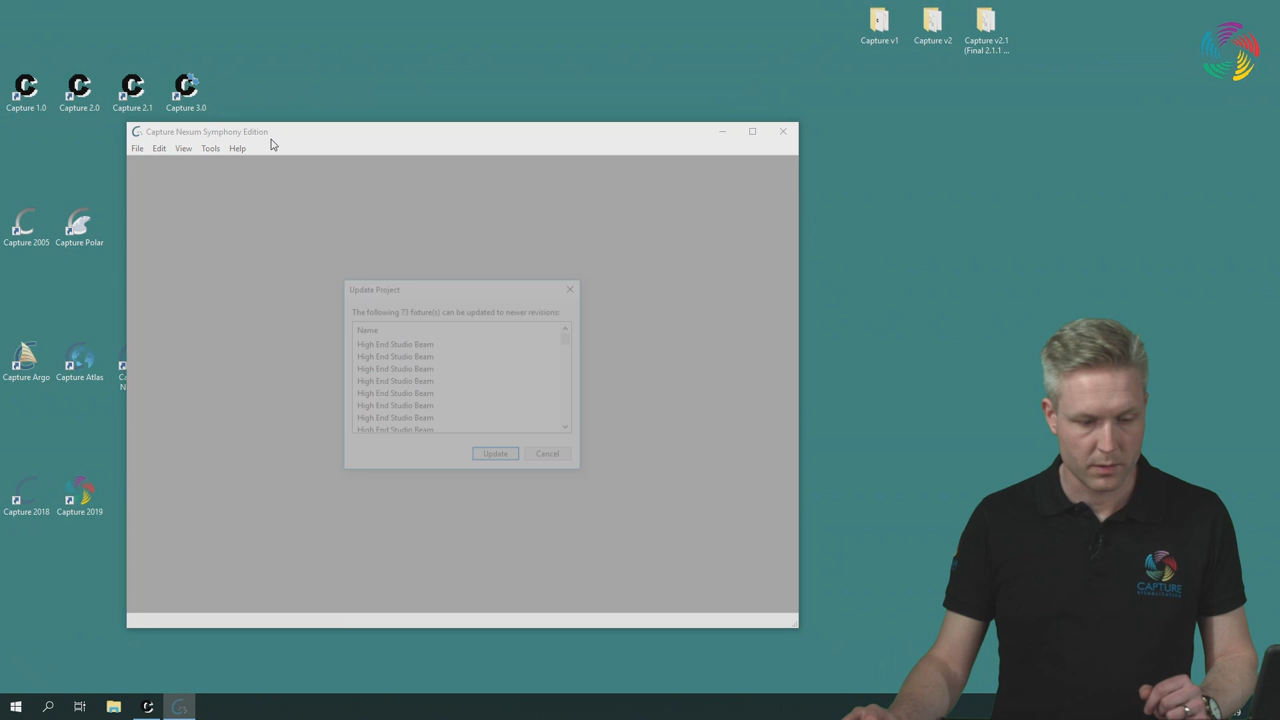 Capture v1
Capture v2
Capture v2.1
(Final 2.1.1 ...
Capture 1.0
Capture 2.0
Capture 2.1
Capture 3.0
Capture Nexum Symphony Edition
File
Edit
View
Tools
Help
Capture 2005
Capture Polar
Update Project
The following 73 fixture(s) can be updated to newer revisions:
Name
High End Studio Beam
High End Studio Beam
High End Studio Beam
High End Studio Beam
High End Studio Beam
High End Studio Beam
High End Studio Beam
High End Studio Beam
Update
Cancel
Capture Argo
Capture Atlas
Ca
N
Capture 2018
Capture 2019
CAPTURE